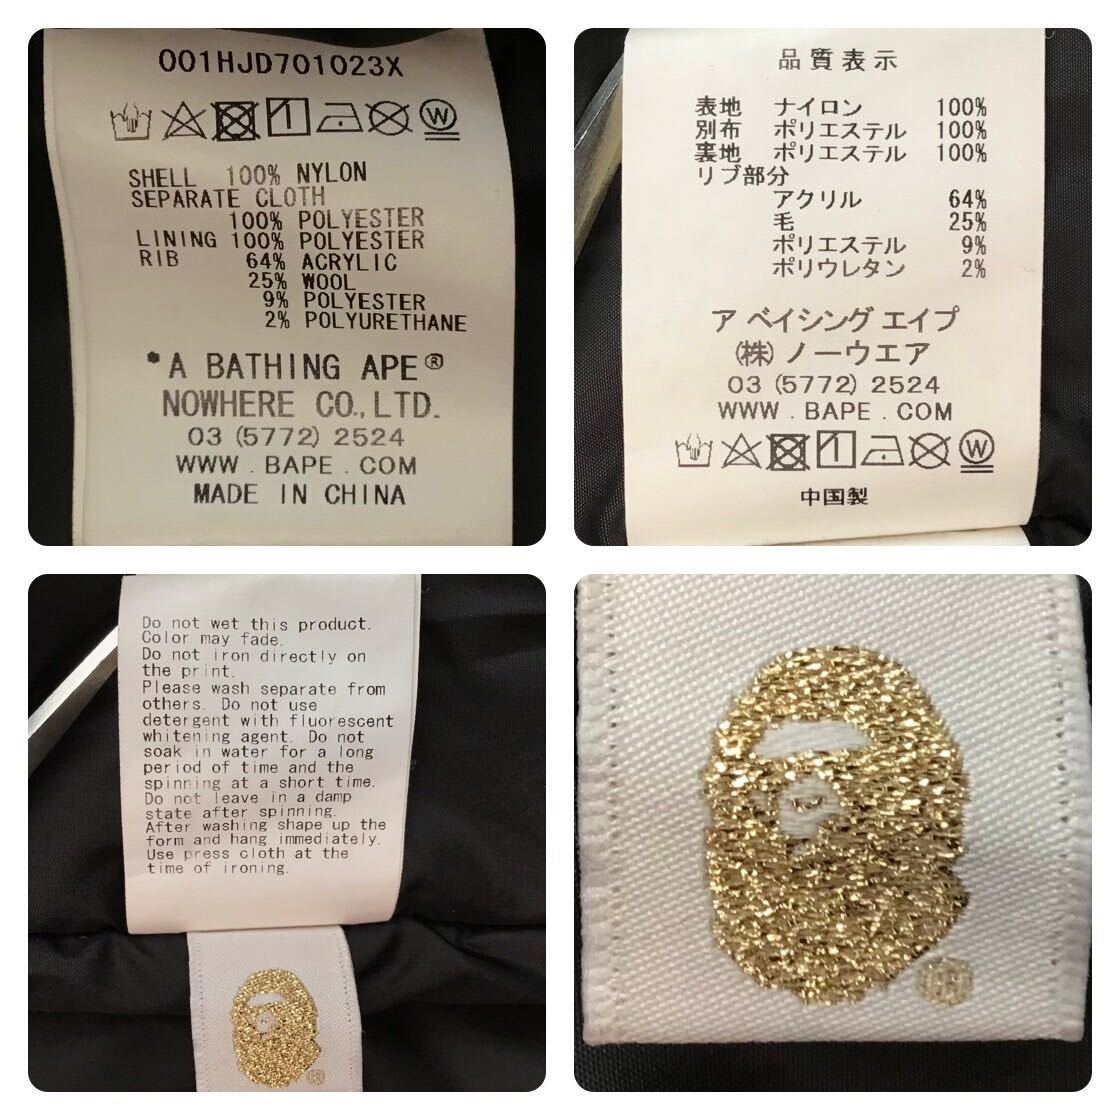 001HJD701023X
SHELL 100% NYLON
SEPARATE CLOTH
100% POLYESTER
LINING 100% POLYESTER
RIB 64% ACRYLIC
25% WOOL
9% POLYESTER
2% POLYURETHANE
*A BATHING APE®
NOWHERE CO.,LTD.
03 (5772) 2524
WWW.BAPE.COM
MADE IN CHINA
品質表示
表地 ナイロン 100%
別布 ポリエステル 100%
裏地 ポリエステル 100%
リブ部分
アクリル 64%
毛 25%
ポリエステル 9%
ポリウレタン 2%
ア ベイシング エイプ
(株) ノーウエア
03 (5772) 2524
WWW.BAPE.COM
中国製
Do not wet this product.
Color may fade.
Do not iron directly on
the print.
Please wash separate from
others. Do not use
detergent with fluorescent
whitening agent. Do not
soak in water for a long
period of time and the
spinning at a short time.
Do not leave in a damp
state after spinning.
After washing shape up the
form and hang immediately.
Use press cloth at the
time of ironing.
®
®